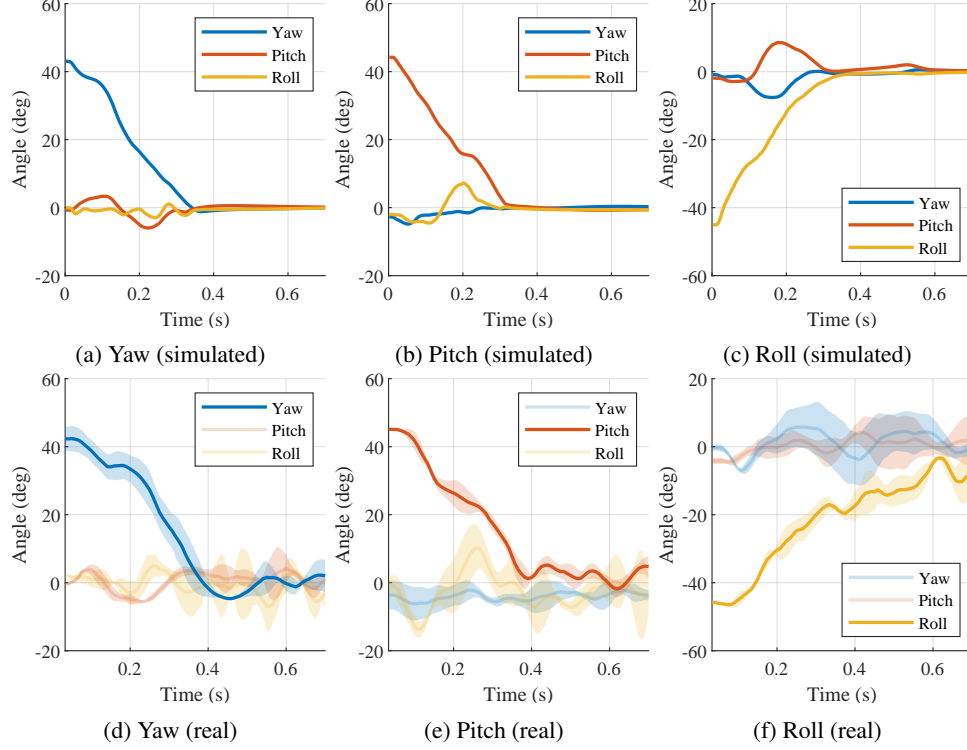 60
40
20
0
-20
Angle (deg)
0
0.2
0.4
0.6
Time (s)
Yaw
Pitch
Roll
(a) Yaw (simulated)
60
40
20
0
-20
Angle (deg)
0
0.2
0.4
0.6
Time (s)
Yaw
Pitch
Roll
(b) Pitch (simulated)
20
0
-20
-40
-60
Angle (deg)
0
0.2
0.4
0.6
Time (s)
Yaw
Pitch
Roll
(c) Roll (simulated)
60
40
20
0
-20
Angle (deg)
0.2
0.4
0.6
Time (s)
Yaw
Pitch
Roll
(d) Yaw (real)
60
40
20
0
-20
Angle (deg)
0.2
0.4
0.6
Time (s)
Yaw
Pitch
Roll
(e) Pitch (real)
20
0
-20
-40
-60
Angle (deg)
0.2
0.4
0.6
Time (s)
Yaw
Pitch
Roll
(f) Roll (real)